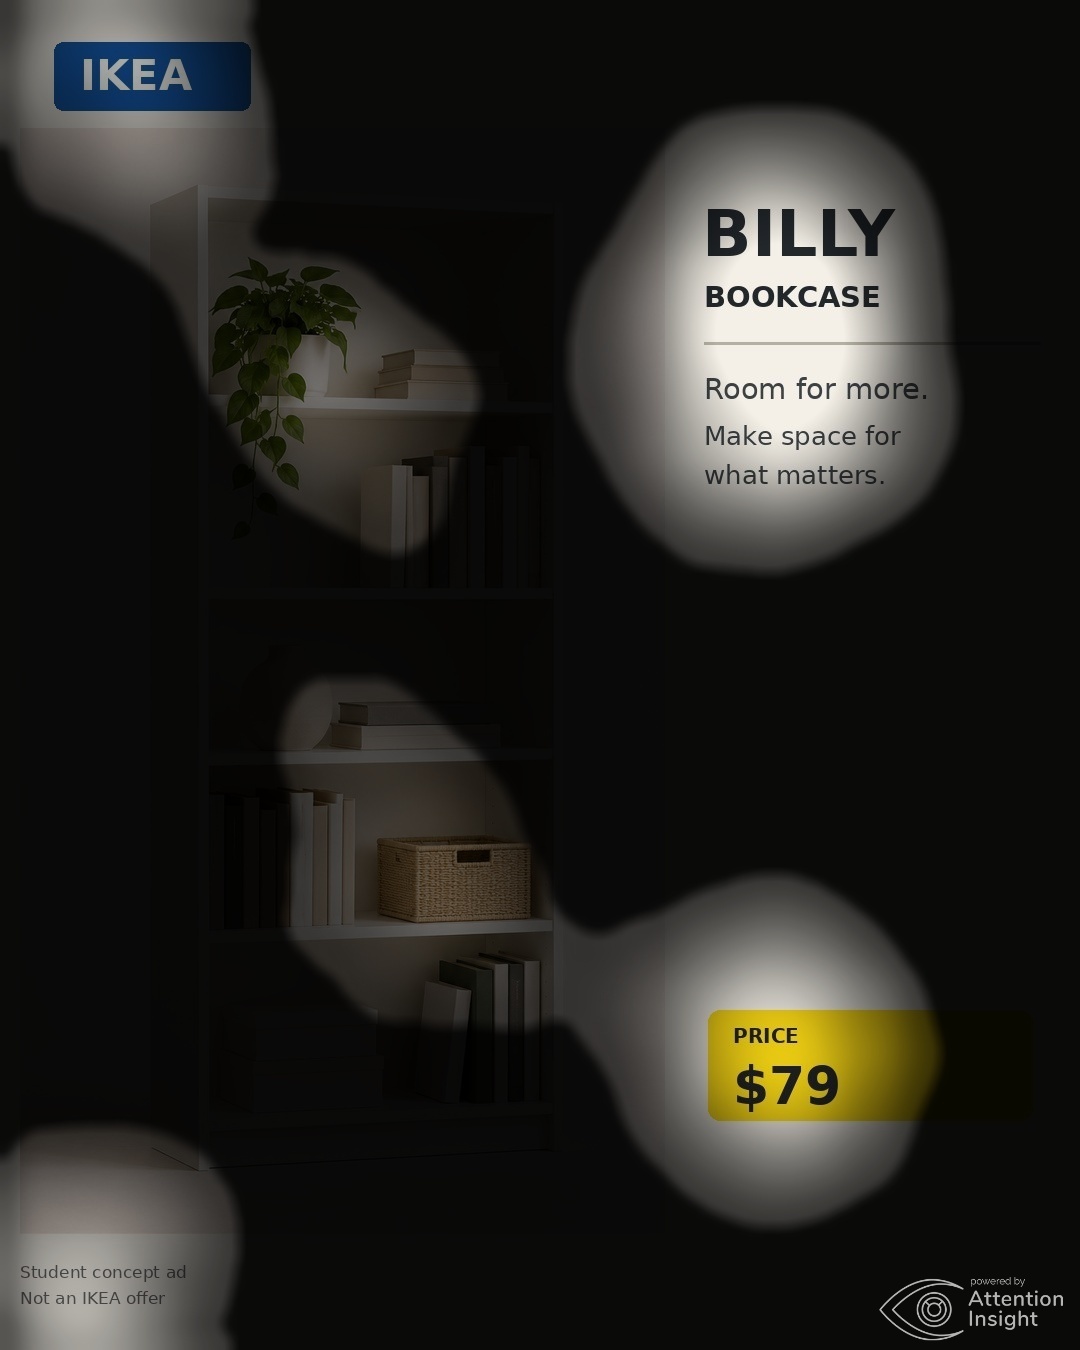 IKEA
BILLY
BOOKCASE
Room for more.
Make space for
what matters.
PRICE
$79
Student concept ad
Not an IKEA offer
powered by
Attention
Insight